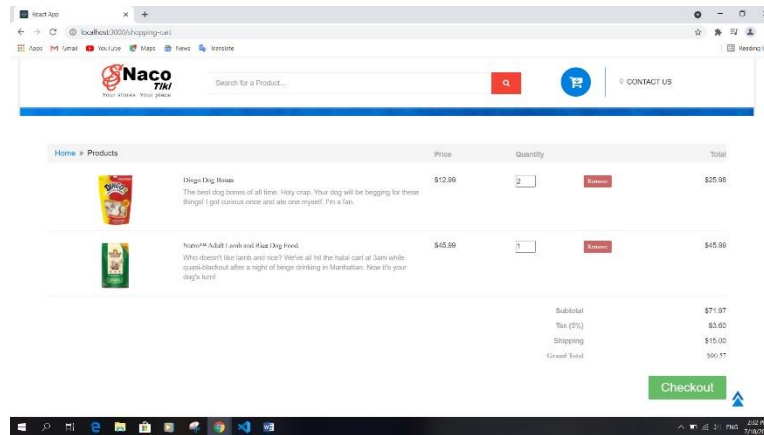 React App
localhost:3000/shopping-cart
Apps Gmail YouTube Maps News Translate Reading
Naco
Tiki
Your stores Your place
Search for a Product...
CONTACT US
Home » Products Price Quantity Total
Dingo Dog Bones $12.99 2 Remove $25.98
The best dog bones of all time. Holy crap. Your dog will be begging for these
things! I got curious once and ate one myself. I'm a fan.
Nutro™ Adult Lamb and Rice Dog Food $45.99 1 Remove $45.99
Who doesn't like lamb and rice? We've all hit the halal cart at 3am while
quasi-blackout after a night of binge drinking in Manhattan. Now it's your
dog's turn!
Subtotal $71.97
Tax (5%) $3.60
Shipping $15.00
Grand Total $90.57
Checkout
ENG